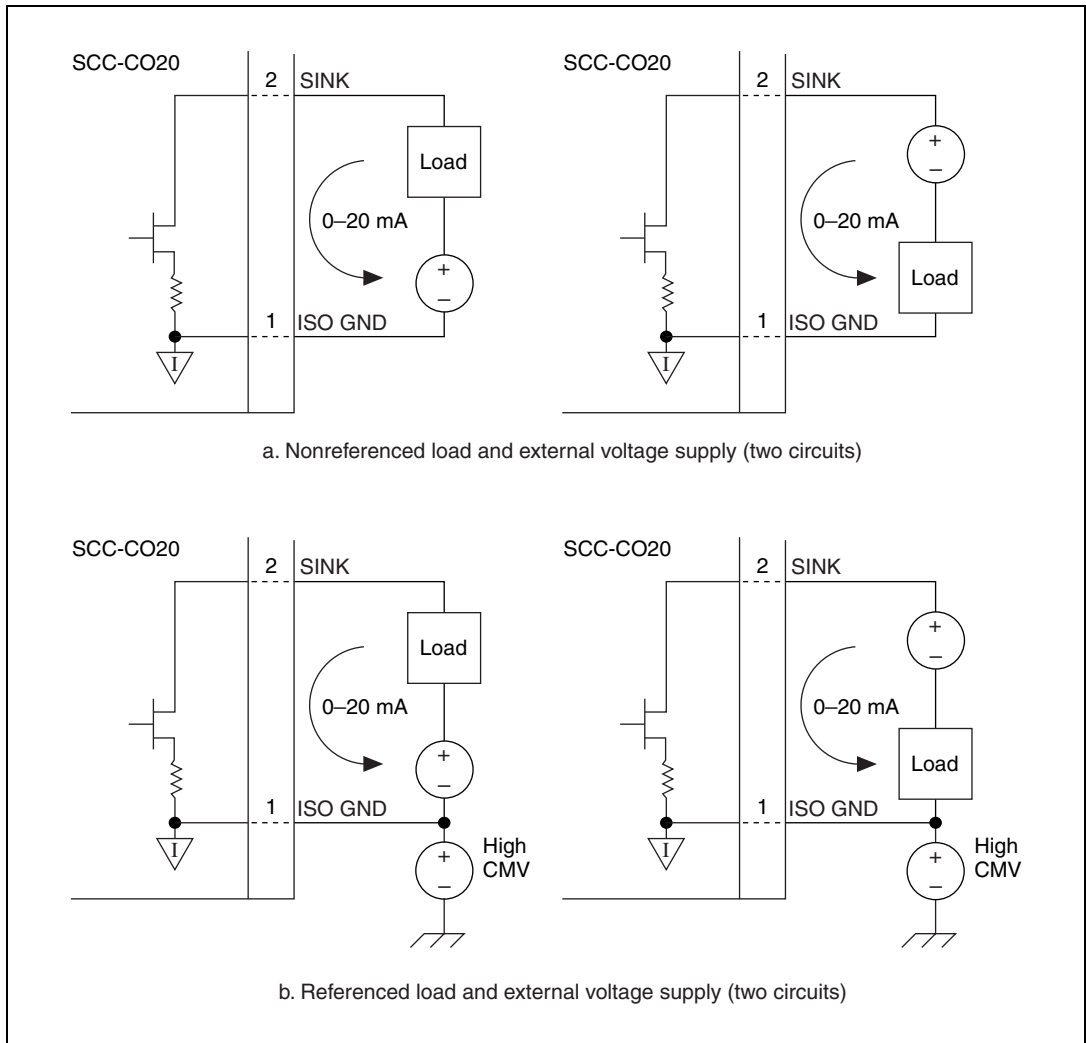 SCC-CO20
2 SINK
+
–
Load
0–20 mA
+
–
1 ISO GND
I
SCC-CO20
2 SINK
+
–
0–20 mA
Load
1 ISO GND
I
a. Nonreferenced load and external voltage supply (two circuits)
SCC-CO20
2 SINK
Load
0–20 mA
+
–
1 ISO GND
I
+
–
High
CMV
SCC-CO20
2 SINK
+
–
0–20 mA
Load
1 ISO GND
I
+
–
High
CMV
b. Referenced load and external voltage supply (two circuits)